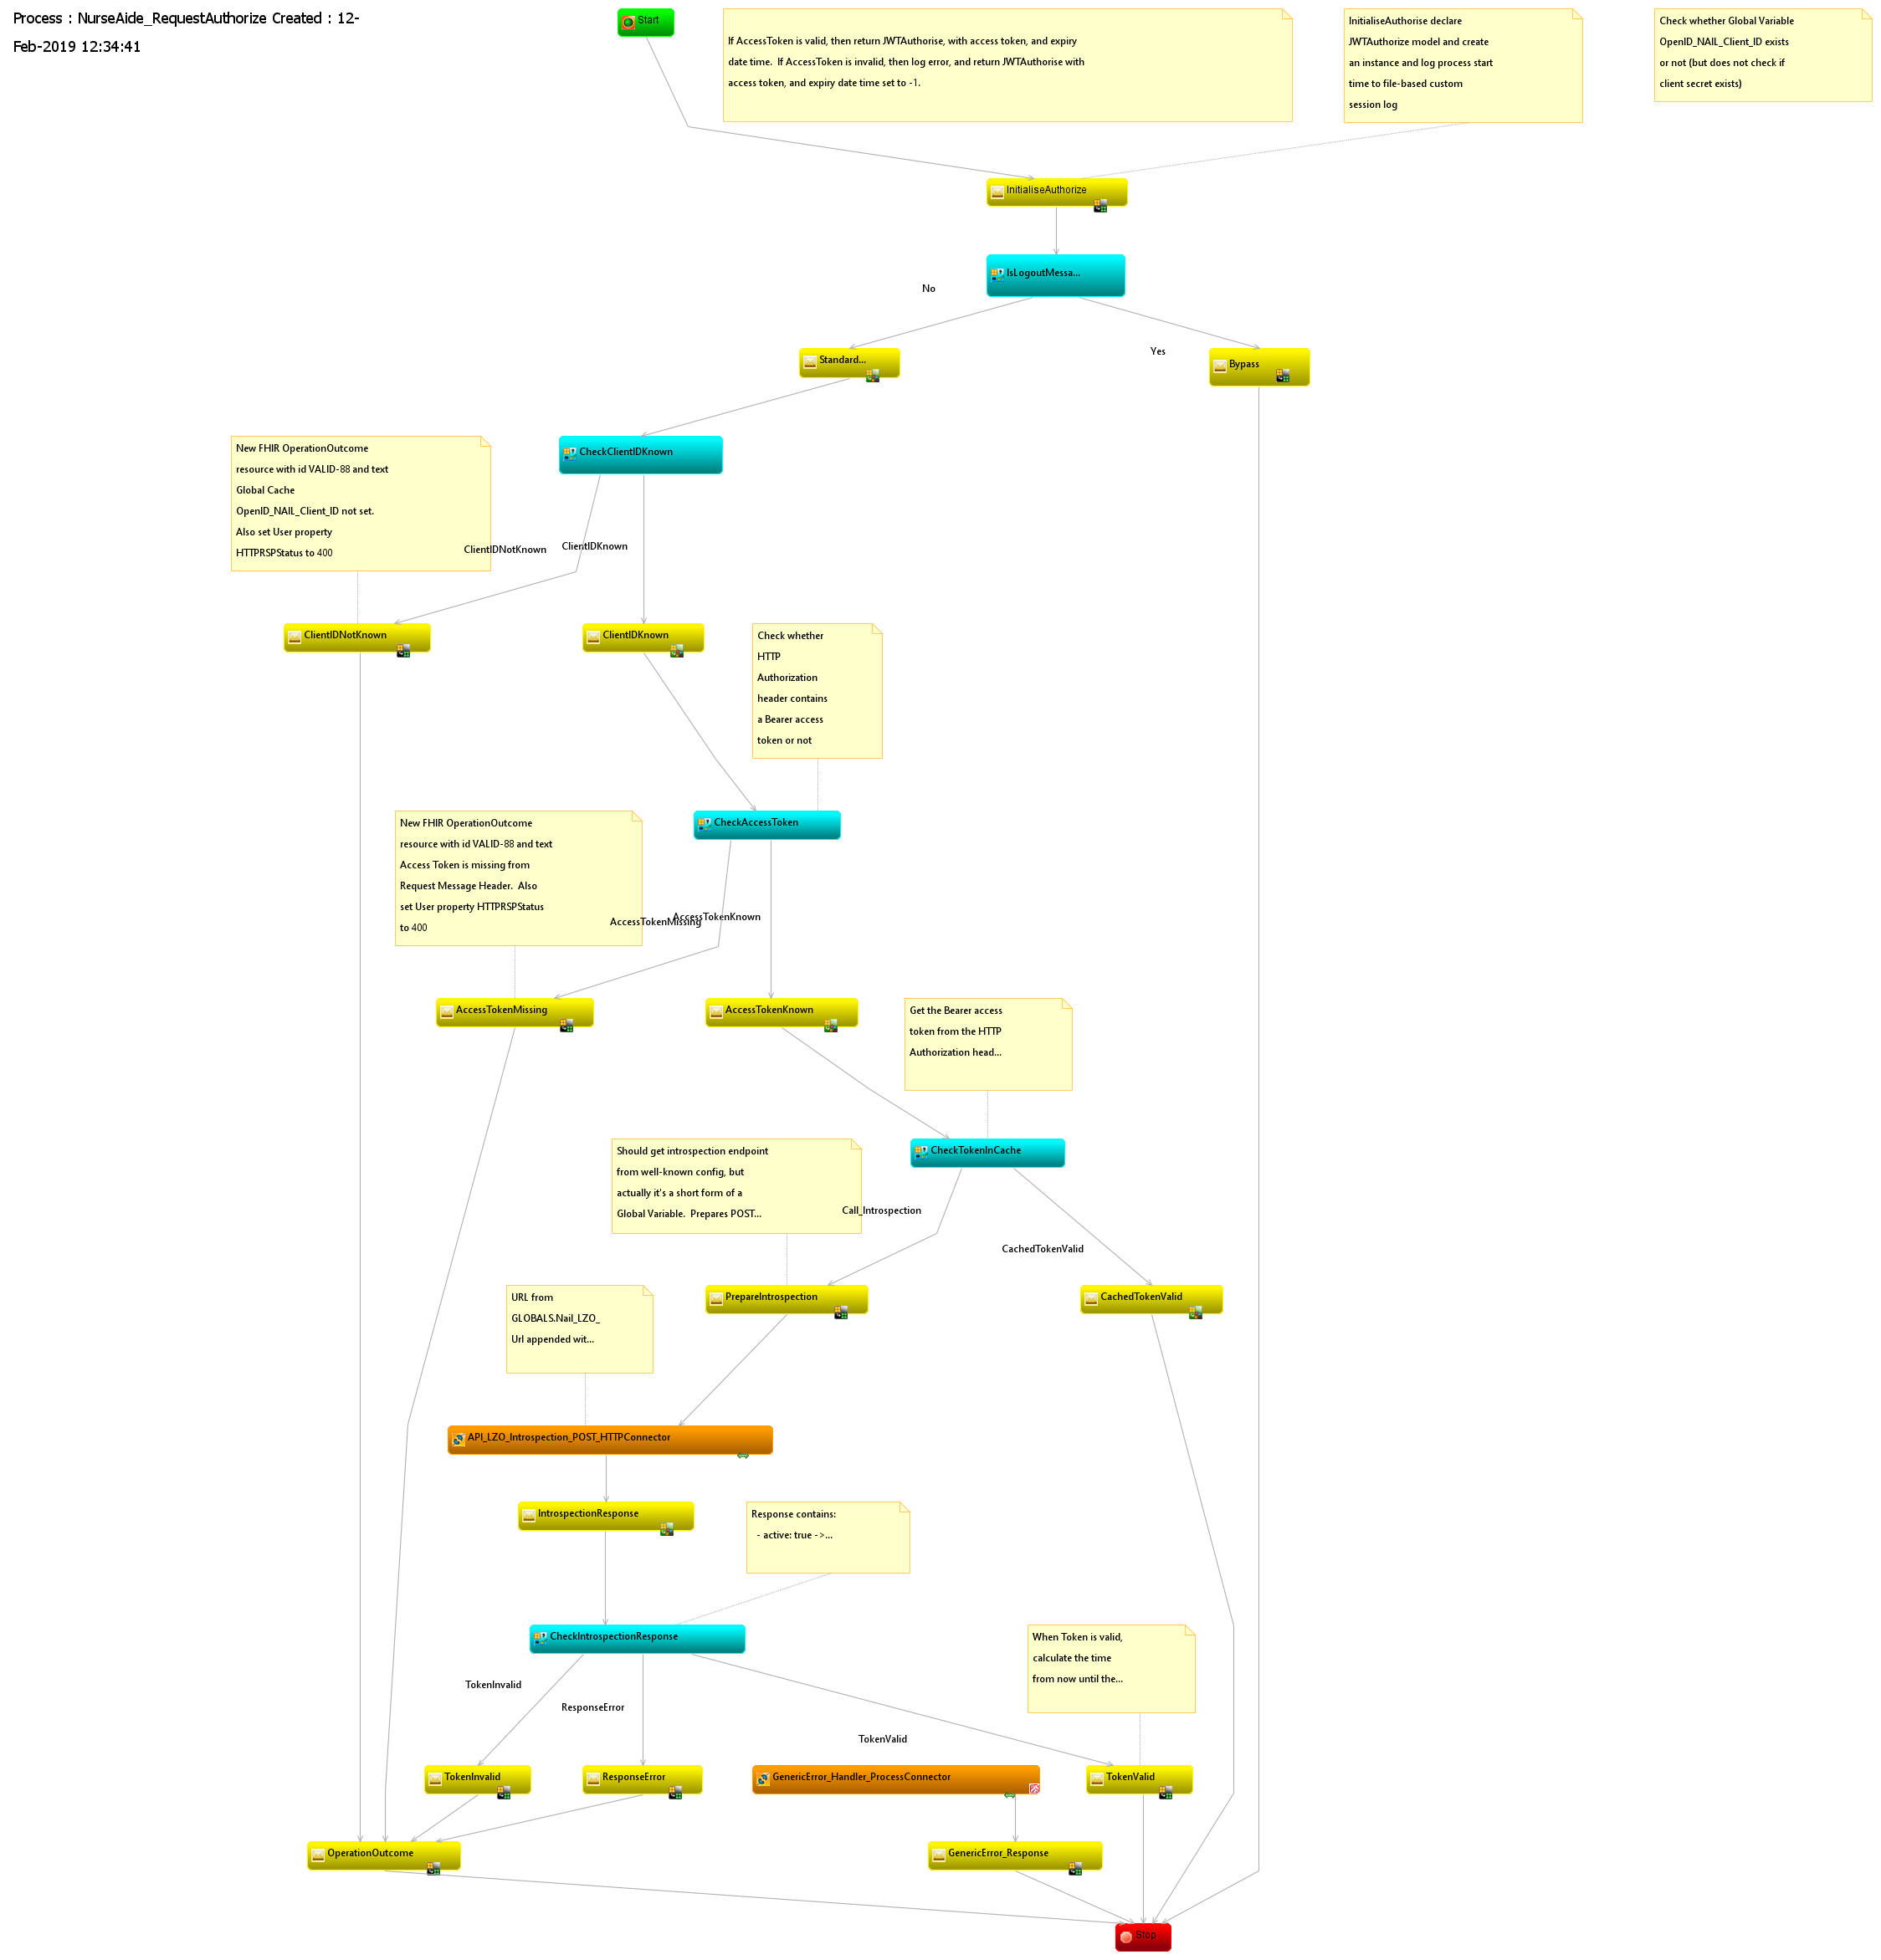 Process : NurseAide_RequestAuthorize Created : 12-
Feb-2019 12:34:41
Start
If AccessToken is valid, then return JWTAuthorise, with access token, and expiry
date time.  If AccessToken is invalid, then log error, and return JWTAuthorise with
access token, and expiry date time set to -1.
InitialiseAuthorise declare
JWTAuthorize model and create
an instance and log process start
time to file-based custom
session log
Check whether Global Variable
OpenID_NAIL_Client_ID exists
or not (but does not check if
client secret exists)
InitialiseAuthorize
IsLogoutMessa...
No
Yes
Standard...
Bypass
CheckClientIDKnown
New FHIR OperationOutcome
resource with id VALID-88 and text
Global Cache
OpenID_NAIL_Client_ID not set.
Also set User property
HTTPRSPStatus to 400
ClientIDNotKnown
ClientIDKnown
ClientIDNotKnown
ClientIDKnown
Check whether
HTTP
Authorization
header contains
a Bearer access
token or not
CheckAccessToken
New FHIR OperationOutcome
resource with id VALID-88 and text
Access Token is missing from
Request Message Header.  Also
set User property HTTPRSPStatus
to 400
AccessTokenMissing
AccessTokenKnown
AccessTokenMissing
AccessTokenKnown
Get the Bearer access
token from the HTTP
Authorization head...
CheckTokenInCache
Should get introspection endpoint
from well-known config, but
actually it's a short form of a
Global Variable.  Prepares POST...
Call_Introspection
CachedTokenValid
PrepareIntrospection
CachedTokenValid
URL from
GLOBALS.Nail_LZO_
Url appended wit...
API_LZO_Introspection_POST_HTTPConnector
IntrospectionResponse
Response contains:
- active: true ->...
CheckIntrospectionResponse
When Token is valid,
calculate the time
from now until the...
TokenInvalid
ResponseError
TokenValid
TokenInvalid
ResponseError
GenericError_Handler_ProcessConnector
TokenValid
OperationOutcome
GenericError_Response
Stop